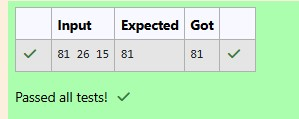 Input Expected Got
81 26 15 81 81
Passed all tests!